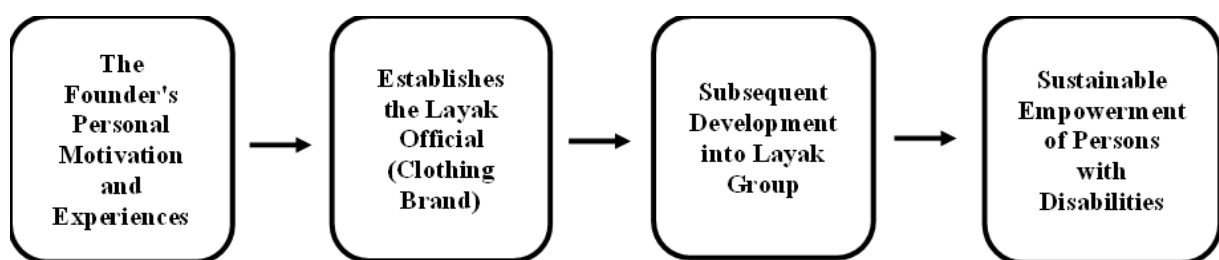 The
Founder's
Personal
Motivation
and
Experiences
Establishes
the Layak
Official
(Clothing
Brand)
Subsequent
Development
into Layak
Group
Sustainable
Empowerment
of Persons
with
Disabilities